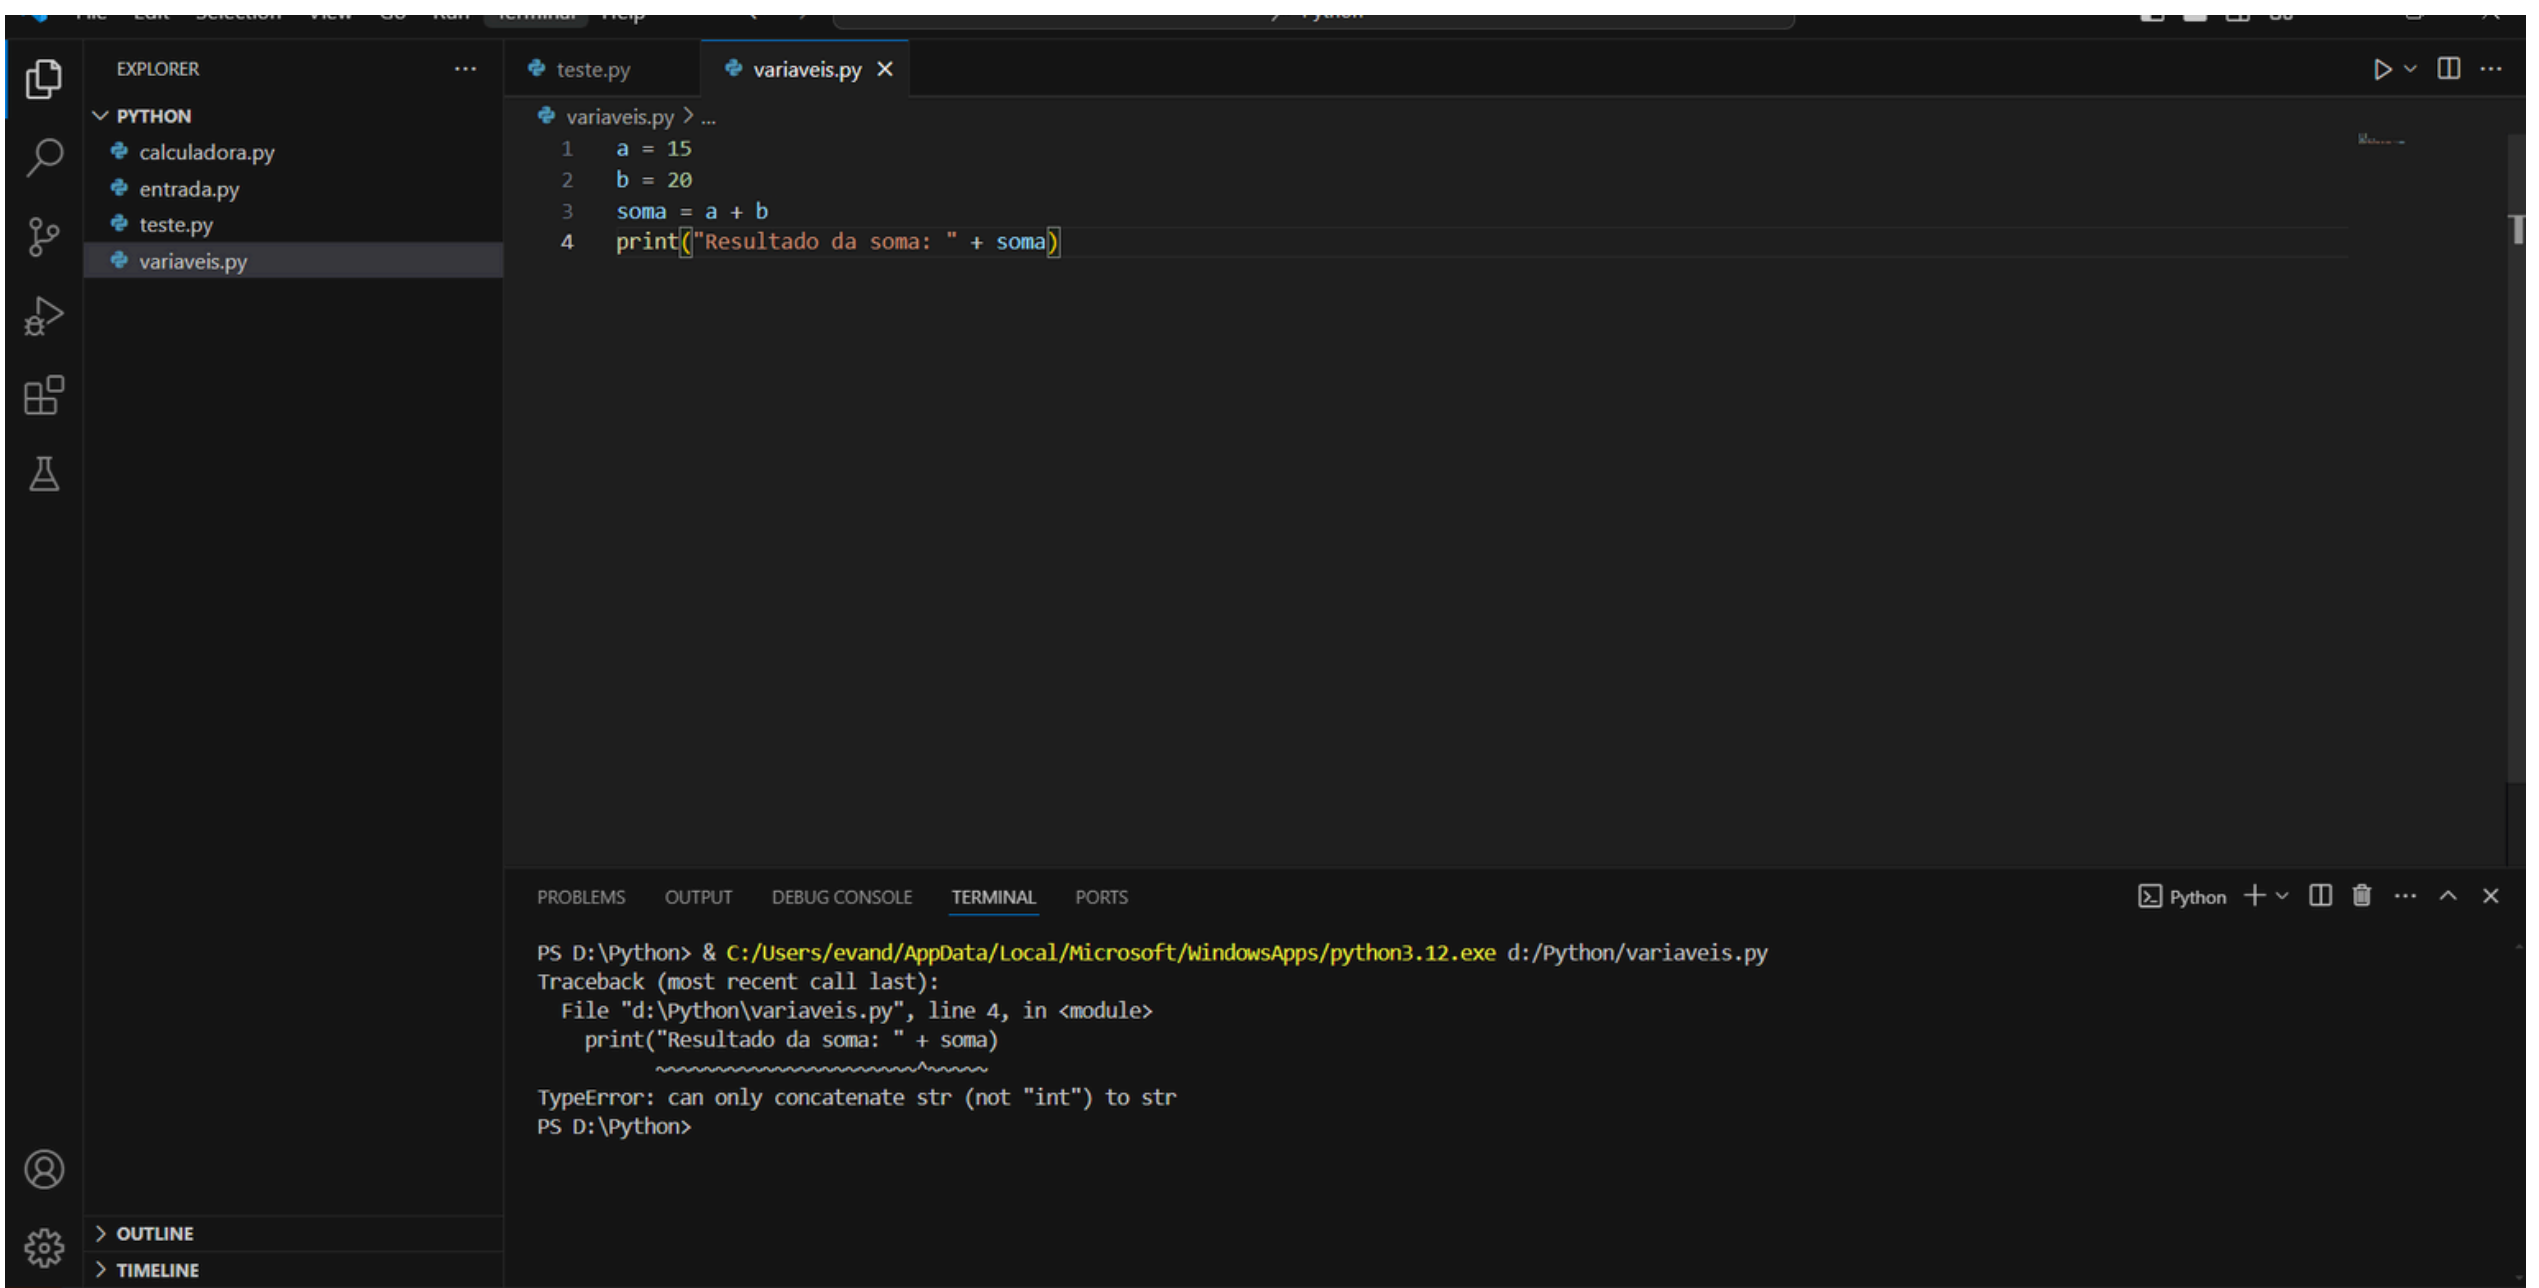 EXPLORER
PYTHON
calculadora.py
entrada.py
teste.py
variaveis.py
teste.py variaveis.py
variaveis.py > ...
1 a = 15
2 b = 20
3 soma = a + b
4 print("Resultado da soma: " + soma)
PROBLEMS OUTPUT DEBUG CONSOLE TERMINAL PORTS
Python
PS D:\Python> & C:/Users/evand/AppData/Local/Microsoft/WindowsApps/python3.12.exe d:/Python/variaveis.py
Traceback (most recent call last):
  File "d:\Python\variaveis.py", line 4, in <module>
    print("Resultado da soma: " + soma)
          ~~~~~~~~~~~~~~~~~~~~~~^~~~~~
TypeError: can only concatenate str (not "int") to str
PS D:\Python>
OUTLINE
TIMELINE